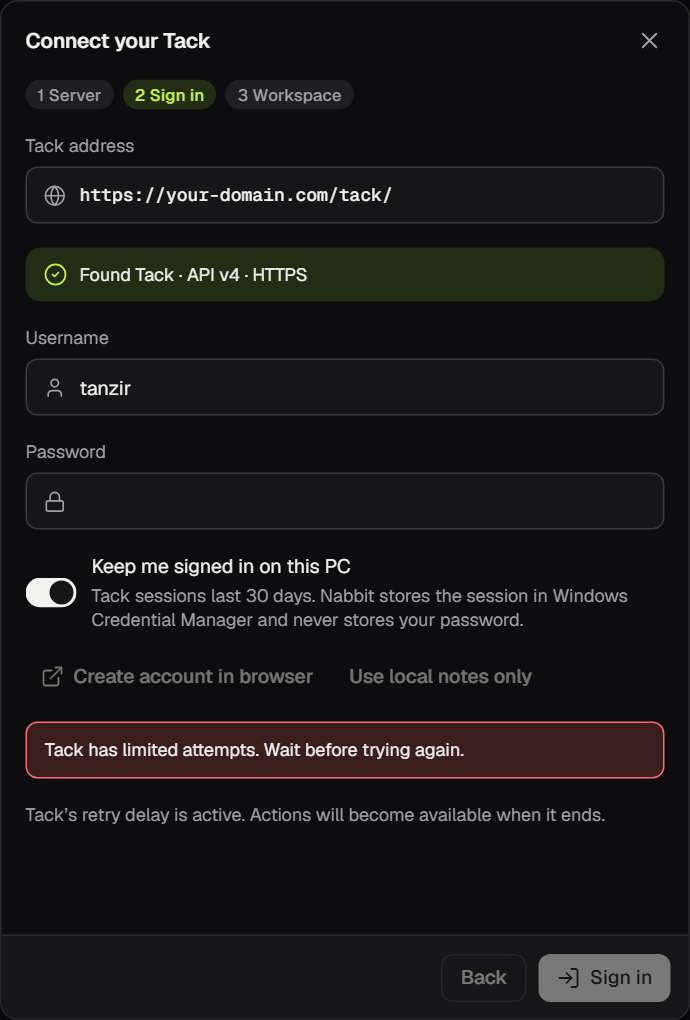 Connect your Tack
1 Server
2 Sign in
3 Workspace
Tack address
https://your-domain.com/tack/
Found Tack · API v4 · HTTPS
Username
tanzir
Password
Keep me signed in on this PC
Tack sessions last 30 days. Nabbit stores the session in Windows
Credential Manager and never stores your password.
Create account in browser
Use local notes only
Tack has limited attempts. Wait before trying again.
Tack’s retry delay is active. Actions will become available when it ends.
Back
Sign in